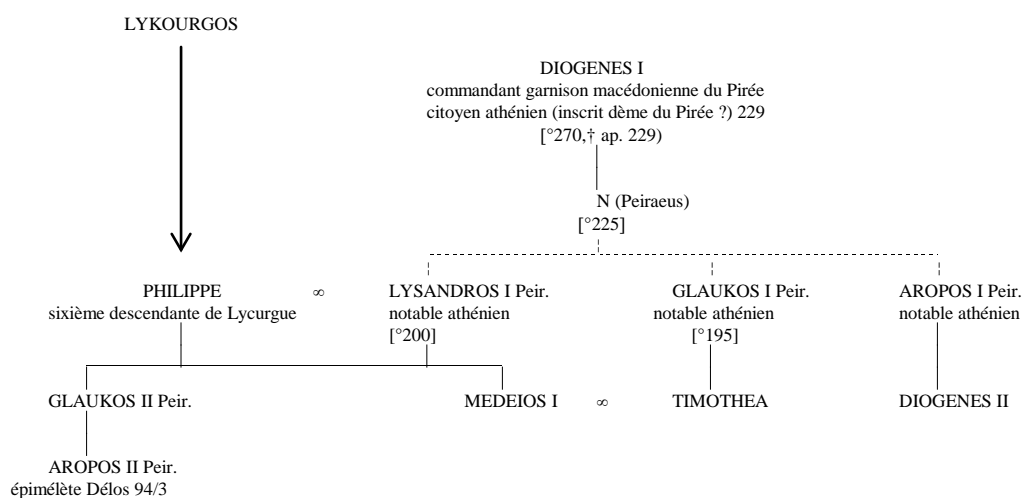 LYKOURGOS
DIOGENES I
commandant garnison macédonienne du Pirée
citoyen athénien (inscrit dème du Pirée ?) 229
[°270,† ap. 229)
N (Peiraeus)
[°225]
PHILIPPE ∞ LYSANDROS I Peir. GLAUKOS I Peir. AROPOS I Peir.
sixième descendante de Lycurgue notable athénien notable athénien notable athénien
[°200] [°195]
GLAUKOS II Peir. MEDEIOS I ∞ TIMOTHEA DIOGENES II
AROPOS II Peir.
épimélète Délos 94/3